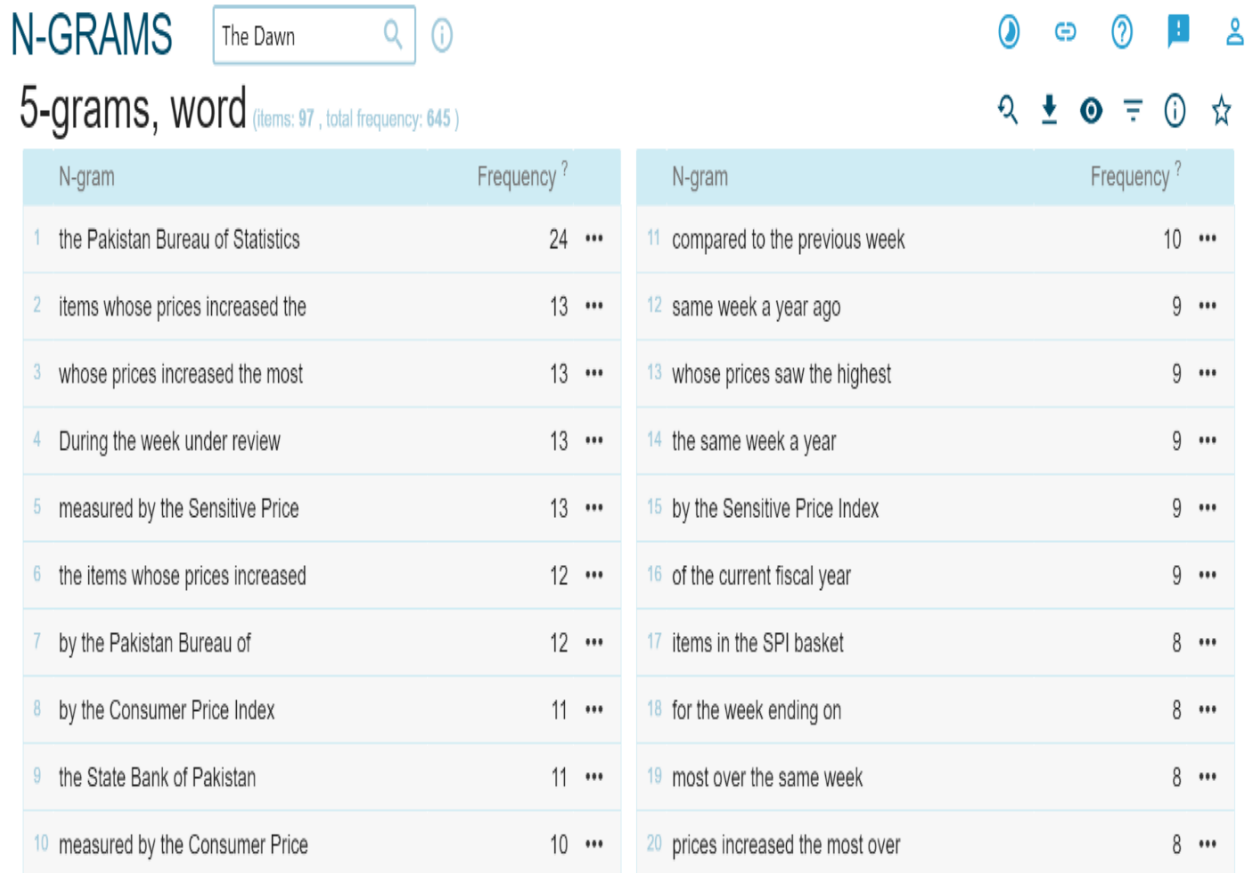 N-GRAMS The Dawn
5-grams, word (items: 97 , total frequency: 645 )
N-gram Frequency ?
1 the Pakistan Bureau of Statistics 24 •••
2 items whose prices increased the 13 •••
3 whose prices increased the most 13 •••
4 During the week under review 13 •••
5 measured by the Sensitive Price 13 •••
6 the items whose prices increased 12 •••
7 by the Pakistan Bureau of 12 •••
8 by the Consumer Price Index 11 •••
9 the State Bank of Pakistan 11 •••
10 measured by the Consumer Price 10 •••
N-gram Frequency ?
11 compared to the previous week 10 •••
12 same week a year ago 9 •••
13 whose prices saw the highest 9 •••
14 the same week a year 9 •••
15 by the Sensitive Price Index 9 •••
16 of the current fiscal year 9 •••
17 items in the SPI basket 8 •••
18 for the week ending on 8 •••
19 most over the same week 8 •••
20 prices increased the most over 8 •••